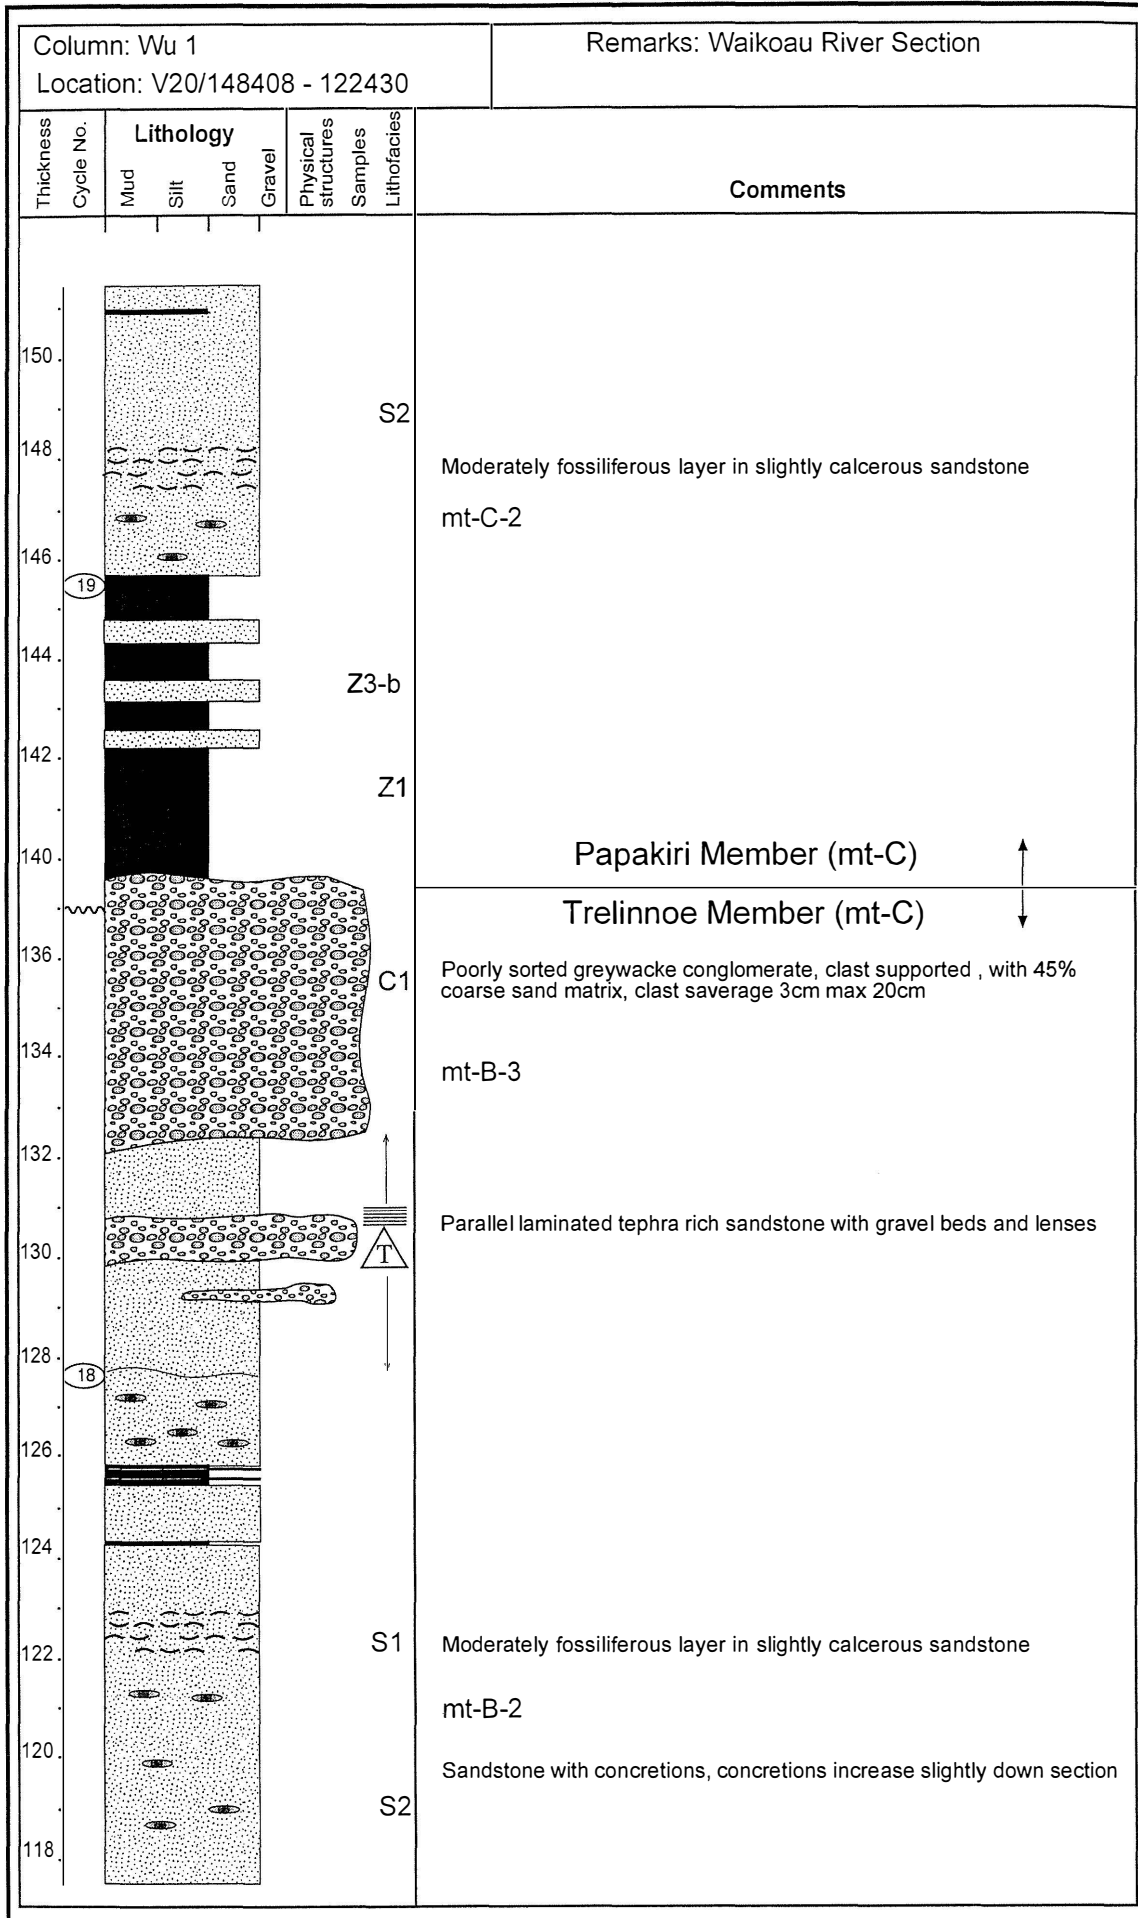 Column: Wu 1
Location: V20/148408 - 122430
Remarks: Waikoau River Section
Thickness
Cycle No.
Lithology
Mud
Silt
Sand
Gravel
Physical structures
Samples
Lithofacies
Comments
150
S2
148
Moderately fossiliferous layer in slightly calcerous sandstone
mt-C-2
146
19
144
Z3-b
142
Z1
140
Papakiri Member (mt-C)
Trelinnoe Member (mt-C)
136
C1
Poorly sorted greywacke conglomerate, clast supported , with 45%
coarse sand matrix, clast saverage 3cm max 20cm
134
mt-B-3
132
Parallel laminated tephra rich sandstone with gravel beds and lenses
130
T
128
18
126
124
S1
Moderately fossiliferous layer in slightly calcerous sandstone
122
mt-B-2
120
Sandstone with concretions, concretions increase slightly down section
S2
118